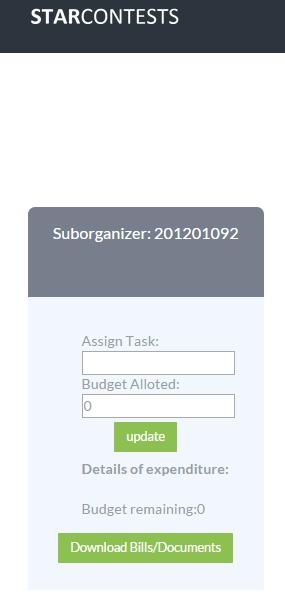 STARCONTESTS
Suborganizer: 201201092
Assign Task:
Budget Alloted:
0
update
Details of expenditure:
Budget remaining:0
Download Bills/Documents